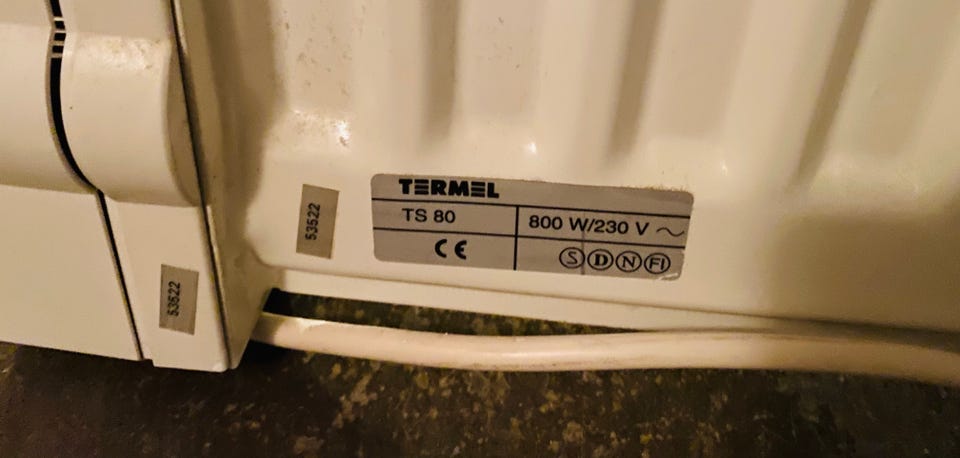 TERMEL
TS 80
800 W/230 V ~
CE
S D N FI
53522
53522